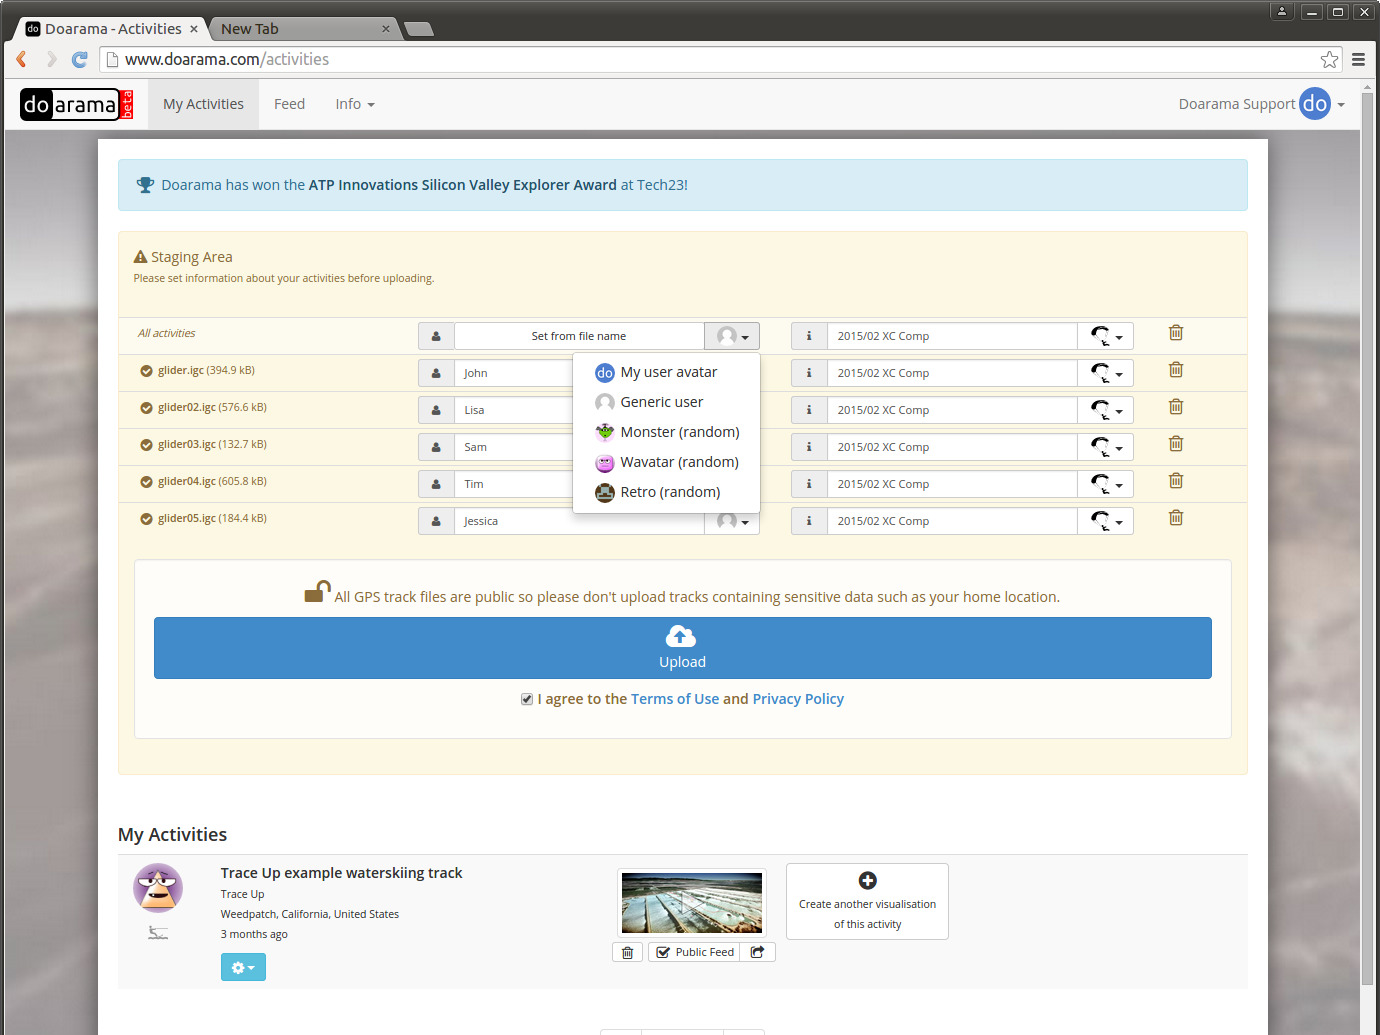 do Doarama - Activities ×
New Tab ×
www.doarama.com/activities
doarama beta
My Activities
Feed
Info
Doarama Support do
Doarama has won the ATP Innovations Silicon Valley Explorer Award at Tech23!
Staging Area
Please set information about your activities before uploading.
All activities Set from file name 2015/02 XC Comp
glider.igc (394.9 kB) John 2015/02 XC Comp
glider02.igc (576.6 kB) Lisa 2015/02 XC Comp
glider03.igc (132.7 kB) Sam 2015/02 XC Comp
glider04.igc (605.8 kB) Tim 2015/02 XC Comp
glider05.igc (184.4 kB) Jessica 2015/02 XC Comp
do My user avatar
Generic user
Monster (random)
Wavatar (random)
Retro (random)
All GPS track files are public so please don't upload tracks containing sensitive data such as your home location.
Upload
I agree to the Terms of Use and Privacy Policy
My Activities
Trace Up example waterskiing track
Trace Up
Weedpatch, California, United States
3 months ago
Public Feed
Create another visualisation
of this activity